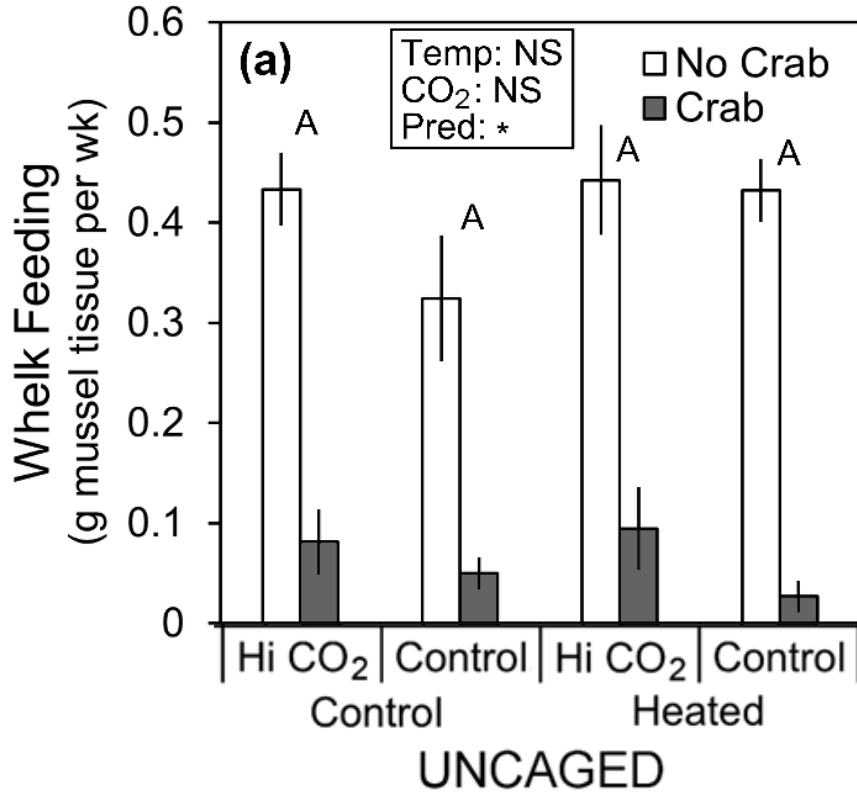 0.6
0.5
0.4
0.3
0.2
0.1
0
Whelk Feeding
(g mussel tissue per wk)
(a)
Temp: NS
CO₂: NS
Pred: *
No Crab
Crab
A
A
A
A
Hi CO₂
Control
Hi CO₂
Control
Control
Heated
UNCAGED